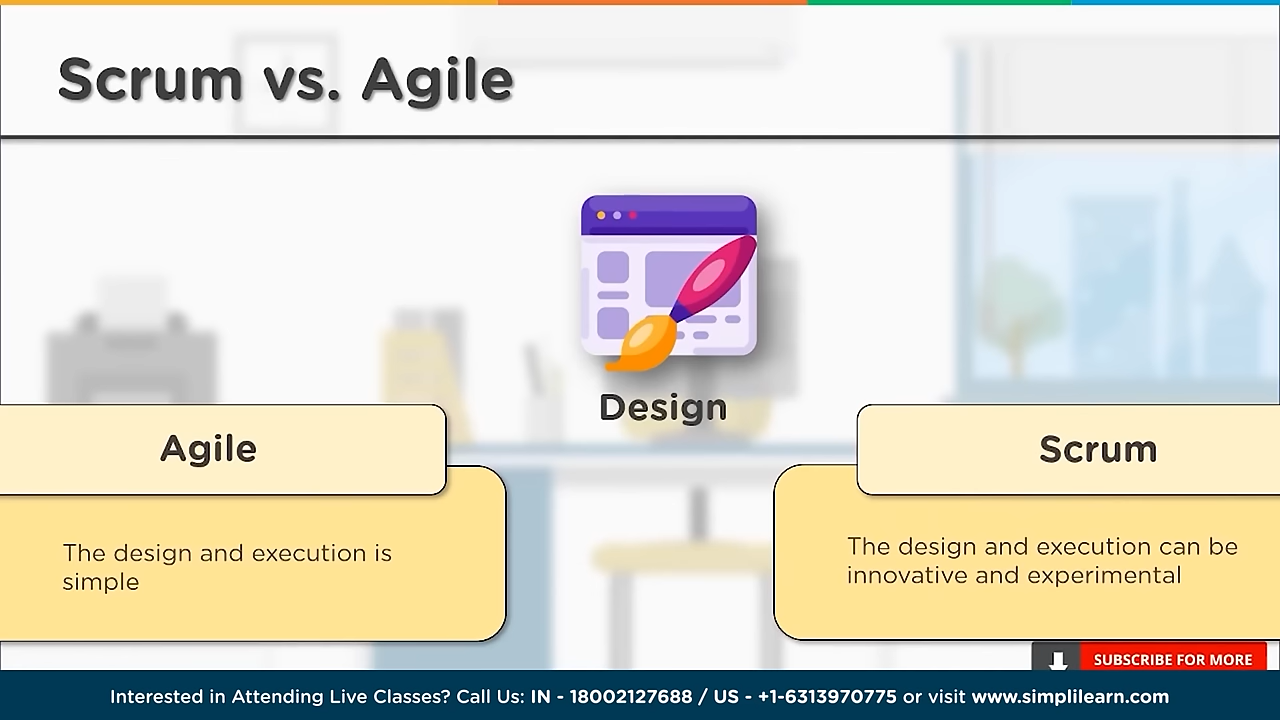 Scrum vs. Agile
Design
Agile
The design and execution is
simple
Scrum
The design and execution can be
innovative and experimental
SUBSCRIBE FOR MORE
Interested in Attending Live Classes? Call Us: IN - 18002127688 / US - +1-6313970775 or visit www.simplilearn.com